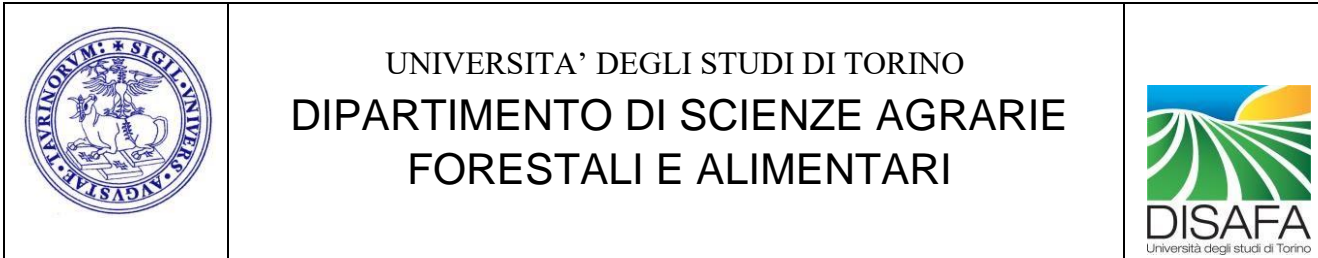 SIGIL·VNIVERS·AVGVSTAE·TAVRINORVM:
UNIVERSITA’ DEGLI STUDI DI TORINO
DIPARTIMENTO DI SCIENZE AGRARIE
FORESTALI E ALIMENTARI
DISAFA
Università degli studi di Torino